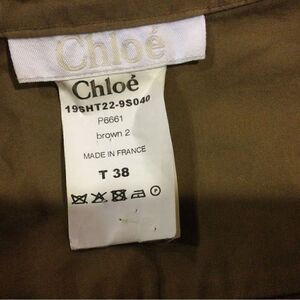 Chloé
Chloé
19SHT22-9S040
P6661
brown 2
MADE IN FRANCE
T 38